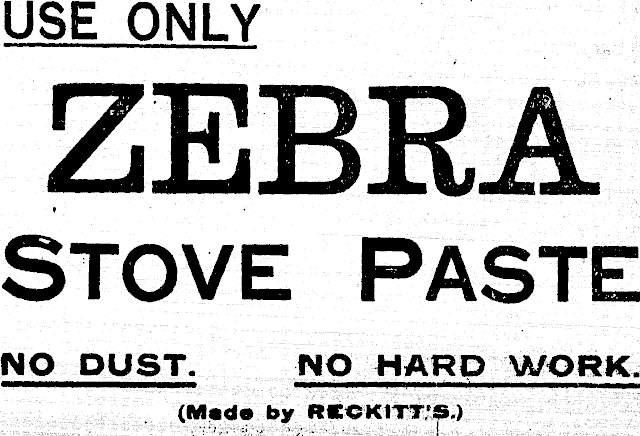 USE ONLY
ZEBRA
STOVE PASTE
NO DUST. NO HARD WORK.
(Made by RECKITT'S.)